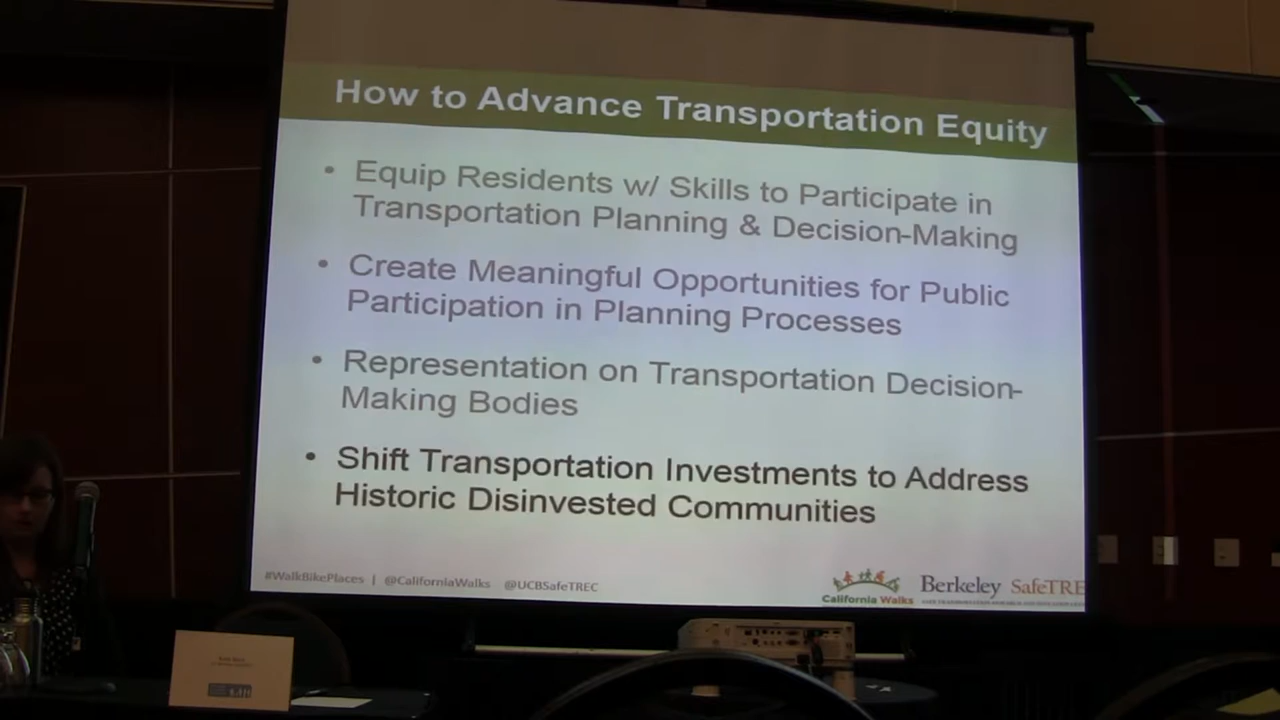 How to Advance Transportation Equity
• Equip Residents w/ Skills to Participate in
Transportation Planning & Decision-Making
• Create Meaningful Opportunities for Public
Participation in Planning Processes
• Representation on Transportation Decision-
Making Bodies
• Shift Transportation Investments to Address
Historic Disinvested Communities
#WalkBikePlaces | @CaliforniaWalks @UCBSafeTREC
California Walks
Berkeley SafeTRE